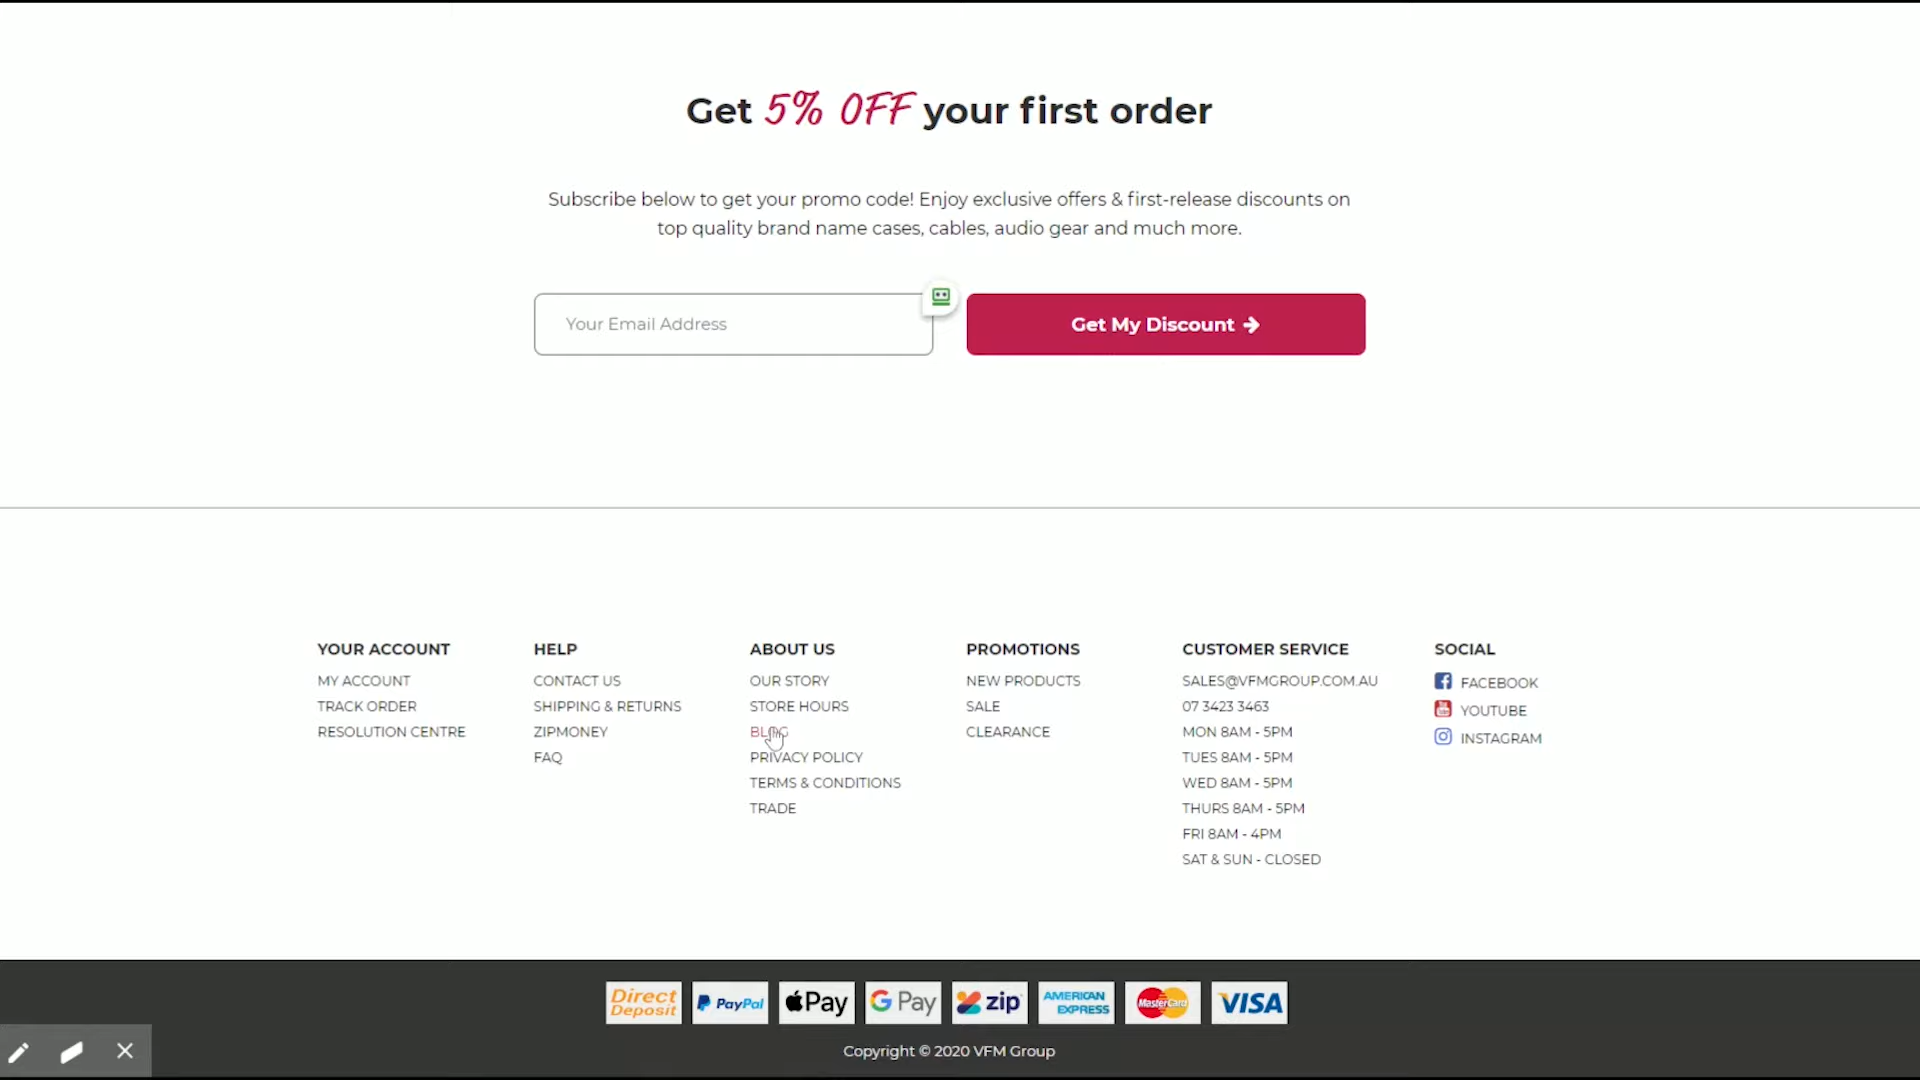 Get 5% OFF your first order
Subscribe below to get your promo code! Enjoy exclusive offers & first-release discounts on
top quality brand name cases, cables, audio gear and much more.
Your Email Address
Get My Discount
YOUR ACCOUNT
MY ACCOUNT
TRACK ORDER
RESOLUTION CENTRE
HELP
CONTACT US
SHIPPING & RETURNS
ZIPMONEY
FAQ
ABOUT US
OUR STORY
STORE HOURS
BLOG
PRIVACY POLICY
TERMS & CONDITIONS
TRADE
PROMOTIONS
NEW PRODUCTS
SALE
CLEARANCE
CUSTOMER SERVICE
SALES@VFMGROUP.COM.AU
07 3423 3463
MON 8AM - 5PM
TUES 8AM - 5PM
WED 8AM - 5PM
THURS 8AM - 5PM
FRI 8AM - 4PM
SAT & SUN - CLOSED
SOCIAL
FACEBOOK
YOUTUBE
INSTAGRAM
Direct
Deposit
PayPal
Pay
G Pay
zip
AMERICAN
EXPRESS
MasterCard
VISA
Copyright © 2020 VFM Group